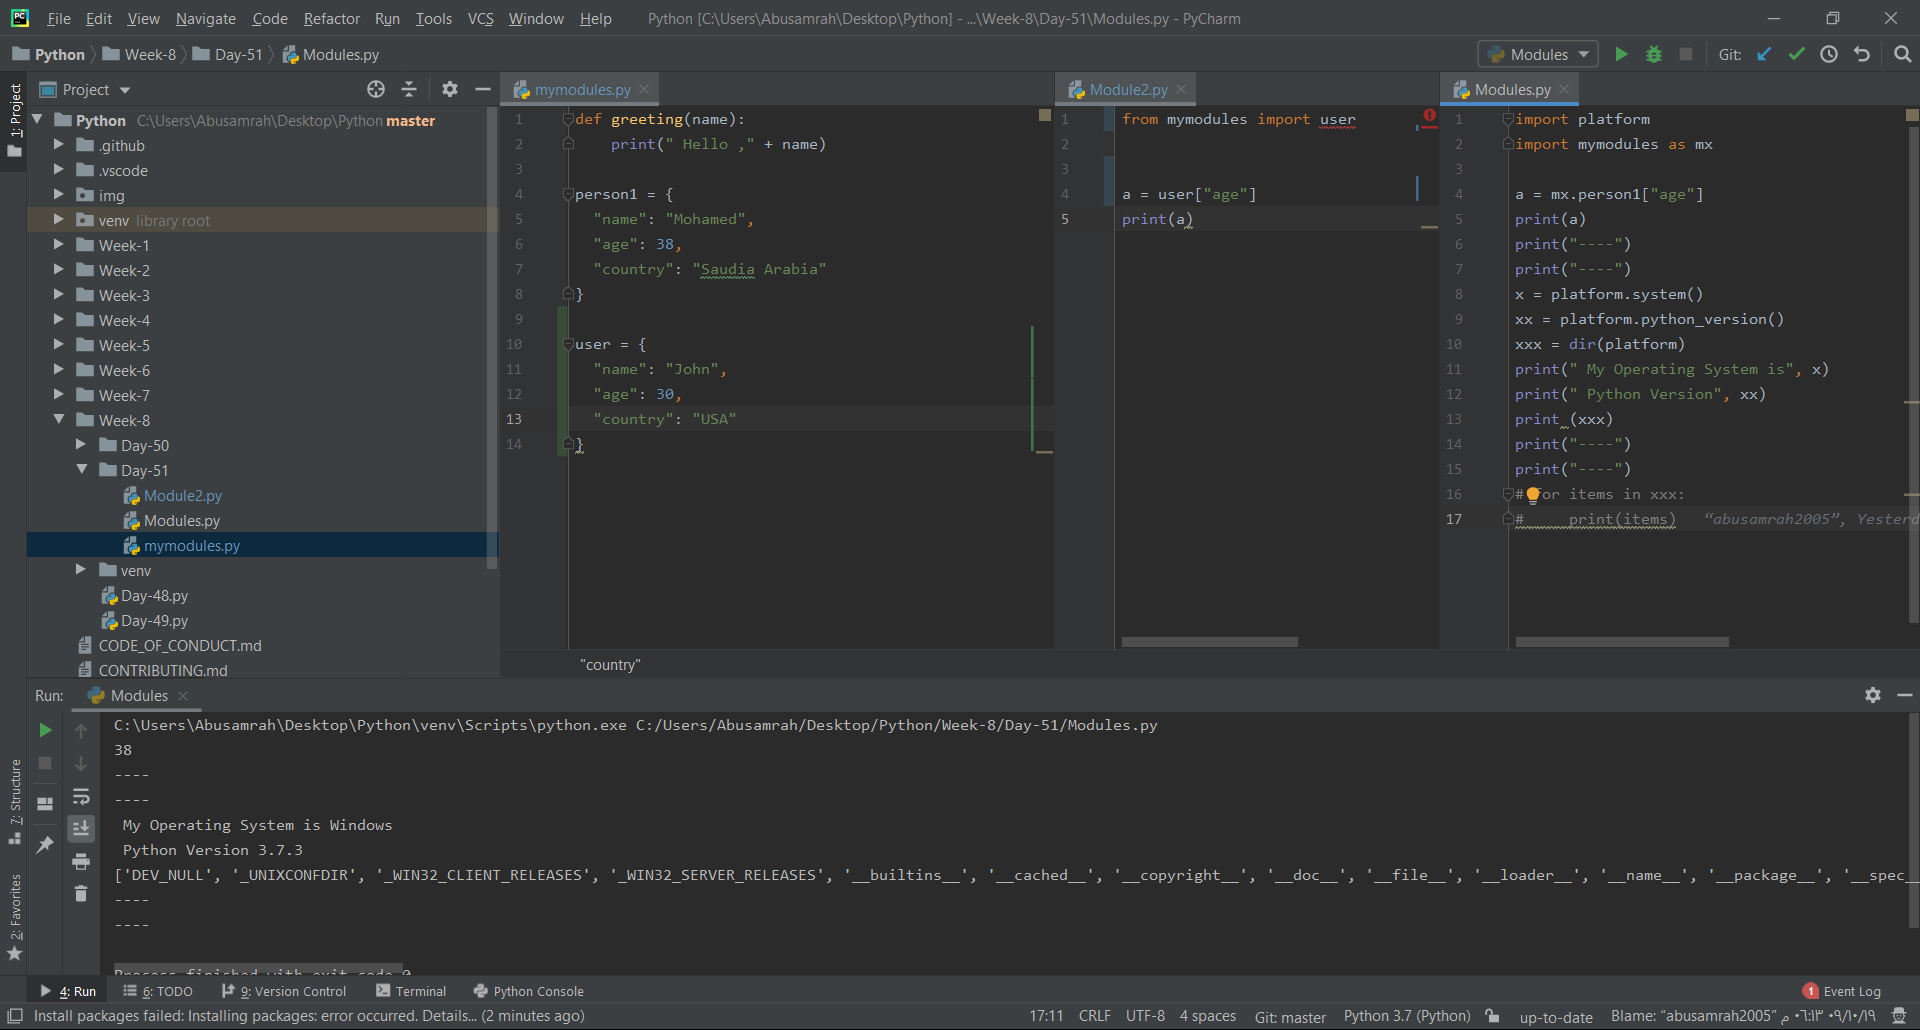 File Edit View Navigate Code Refactor Run Tools VCS Window Help Python [C:\Users\Abusamrah\Desktop\Python] - ...\Week-8\Day-51\Modules.py - PyCharm
Python Week-8 Day-51 Modules.py Modules Git:
1: Project
Project
Python C:\Users\Abusamrah\Desktop\Python master
.github
.vscode
img
venv library root
Week-1
Week-2
Week-3
Week-4
Week-5
Week-6
Week-7
Week-8
Day-50
Day-51
Module2.py
Modules.py
mymodules.py
venv
Day-48.py
Day-49.py
CODE_OF_CONDUCT.md
CONTRIBUTING.md
mymodules.py
1 def greeting(name):
2 print(" Hello ," + name)
3
4 person1 = {
5 "name": "Mohamed",
6 "age": 38,
7 "country": "Saudia Arabia"
8 }
9
10 user = {
11 "name": "John",
12 "age": 30,
13 "country": "USA"
14 }
"country"
Module2.py
1 from mymodules import user
2
3
4 a = user["age"]
5 print(a)
Modules.py
1 import platform
2 import mymodules as mx
3
4 a = mx.person1["age"]
5 print(a)
6 print("----")
7 print("----")
8 x = platform.system()
9 xx = platform.python_version()
10 xxx = dir(platform)
11 print(" My Operating System is", x)
12 print(" Python Version", xx)
13 print (xxx)
14 print("----")
15 print("----")
16 # for items in xxx:
17 # print(items) “abusamrah2005”, Yesterd
Run: Modules
C:\Users\Abusamrah\Desktop\Python\venv\Scripts\python.exe C:/Users/Abusamrah/Desktop/Python/Week-8/Day-51/Modules.py
38
----
----
My Operating System is Windows
Python Version 3.7.3
['DEV_NULL', '_UNIXCONFDIR', '_WIN32_CLIENT_RELEASES', '_WIN32_SERVER_RELEASES', '__builtins__', '__cached__', '__copyright__', '__doc__', '__file__', '__loader__', '__name__', '__package__', '__spec_
----
----
Process finished with exit code 0
7: Structure
2: Favorites
4: Run 6: TODO 9: Version Control Terminal Python Console 1 Event Log
Install packages failed: Installing packages: error occurred. Details... (2 minutes ago) 17:11 CRLF UTF-8 4 spaces Git: master Python 3.7 (Python) up-to-date Blame: “abusamrah2005” ١٩/‏١٠/‏٠٩ ٠٦:١٣ م